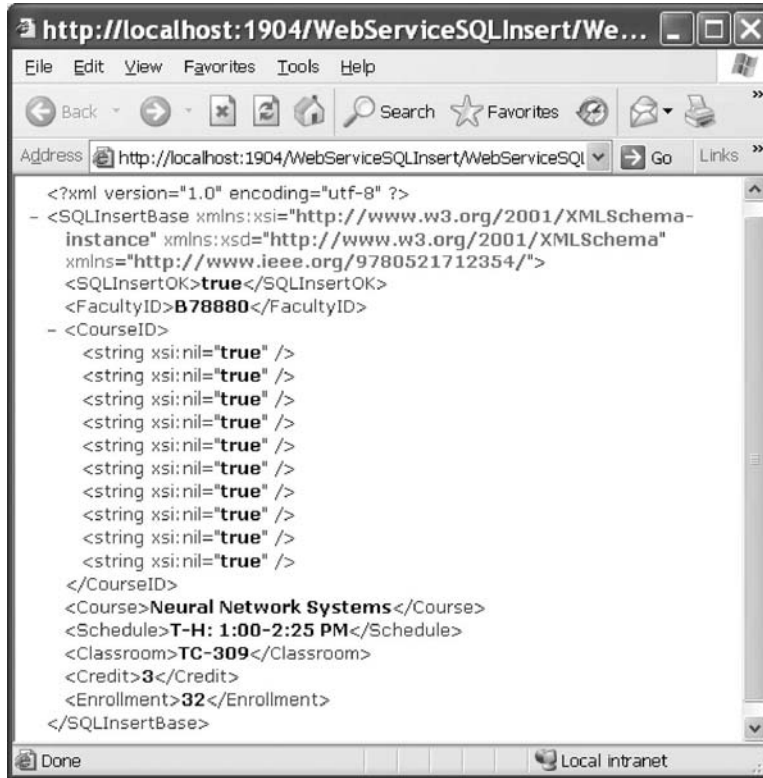 http://localhost:1904/WebServiceSQLInsert/We...
File Edit View Favorites Tools Help
Back Search Favorites
Address http://localhost:1904/WebServiceSQLInsert/WebServiceSQl Go Links
<?xml version="1.0" encoding="utf-8" ?>
- <SQLInsertBase xmlns:xsi="http://www.w3.org/2001/XMLSchema-
instance" xmlns:xsd="http://www.w3.org/2001/XMLSchema"
xmlns="http://www.ieee.org/9780521712354/">
<SQLInsertOK>true</SQLInsertOK>
<FacultyID>B78880</FacultyID>
- <CourseID>
<string xsi:nil="true" />
<string xsi:nil="true" />
<string xsi:nil="true" />
<string xsi:nil="true" />
<string xsi:nil="true" />
<string xsi:nil="true" />
<string xsi:nil="true" />
<string xsi:nil="true" />
<string xsi:nil="true" />
<string xsi:nil="true" />
</CourseID>
<Course>Neural Network Systems</Course>
<Schedule>T-H: 1:00-2:25 PM</Schedule>
<Classroom>TC-309</Classroom>
<Credit>3</Credit>
<Enrollment>32</Enrollment>
</SQLInsertBase>
Done Local intranet